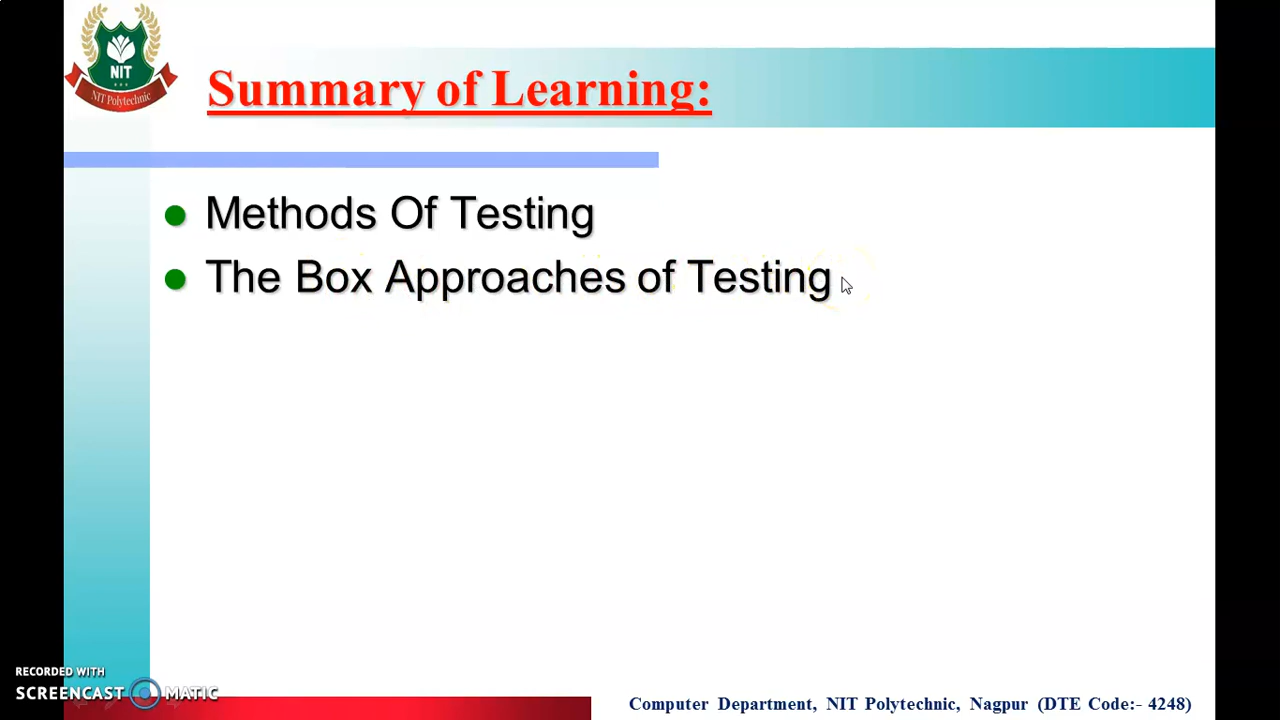 NIT
NIT Polytechnic
Summary of Learning:
Methods Of Testing
The Box Approaches of Testing
RECORDED WITH
SCREENCAST MATIC
Computer Department, NIT Polytechnic, Nagpur (DTE Code:- 4248)